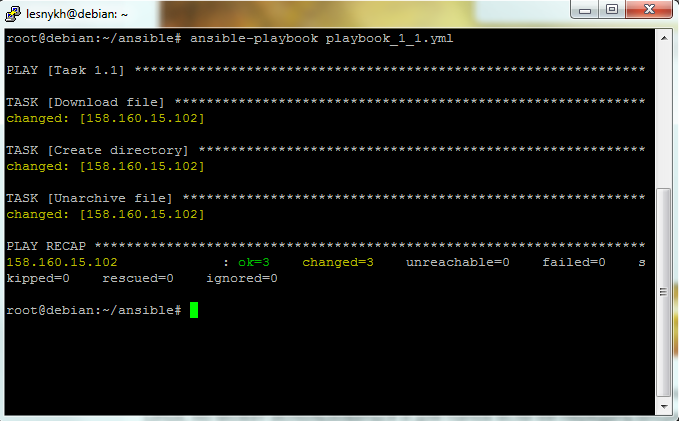 lesnykh@debian: ~
root@debian:~/ansible# ansible-playbook playbook_1_1.yml
PLAY [Task 1.1] ****************************************************************
TASK [Download file] ***********************************************************
changed: [158.160.15.102]
TASK [Create directory] ********************************************************
changed: [158.160.15.102]
TASK [Unarchive file] **********************************************************
changed: [158.160.15.102]
PLAY RECAP *********************************************************************
158.160.15.102             : ok=3    changed=3    unreachable=0    failed=0    s
kipped=0    rescued=0    ignored=0
root@debian:~/ansible#